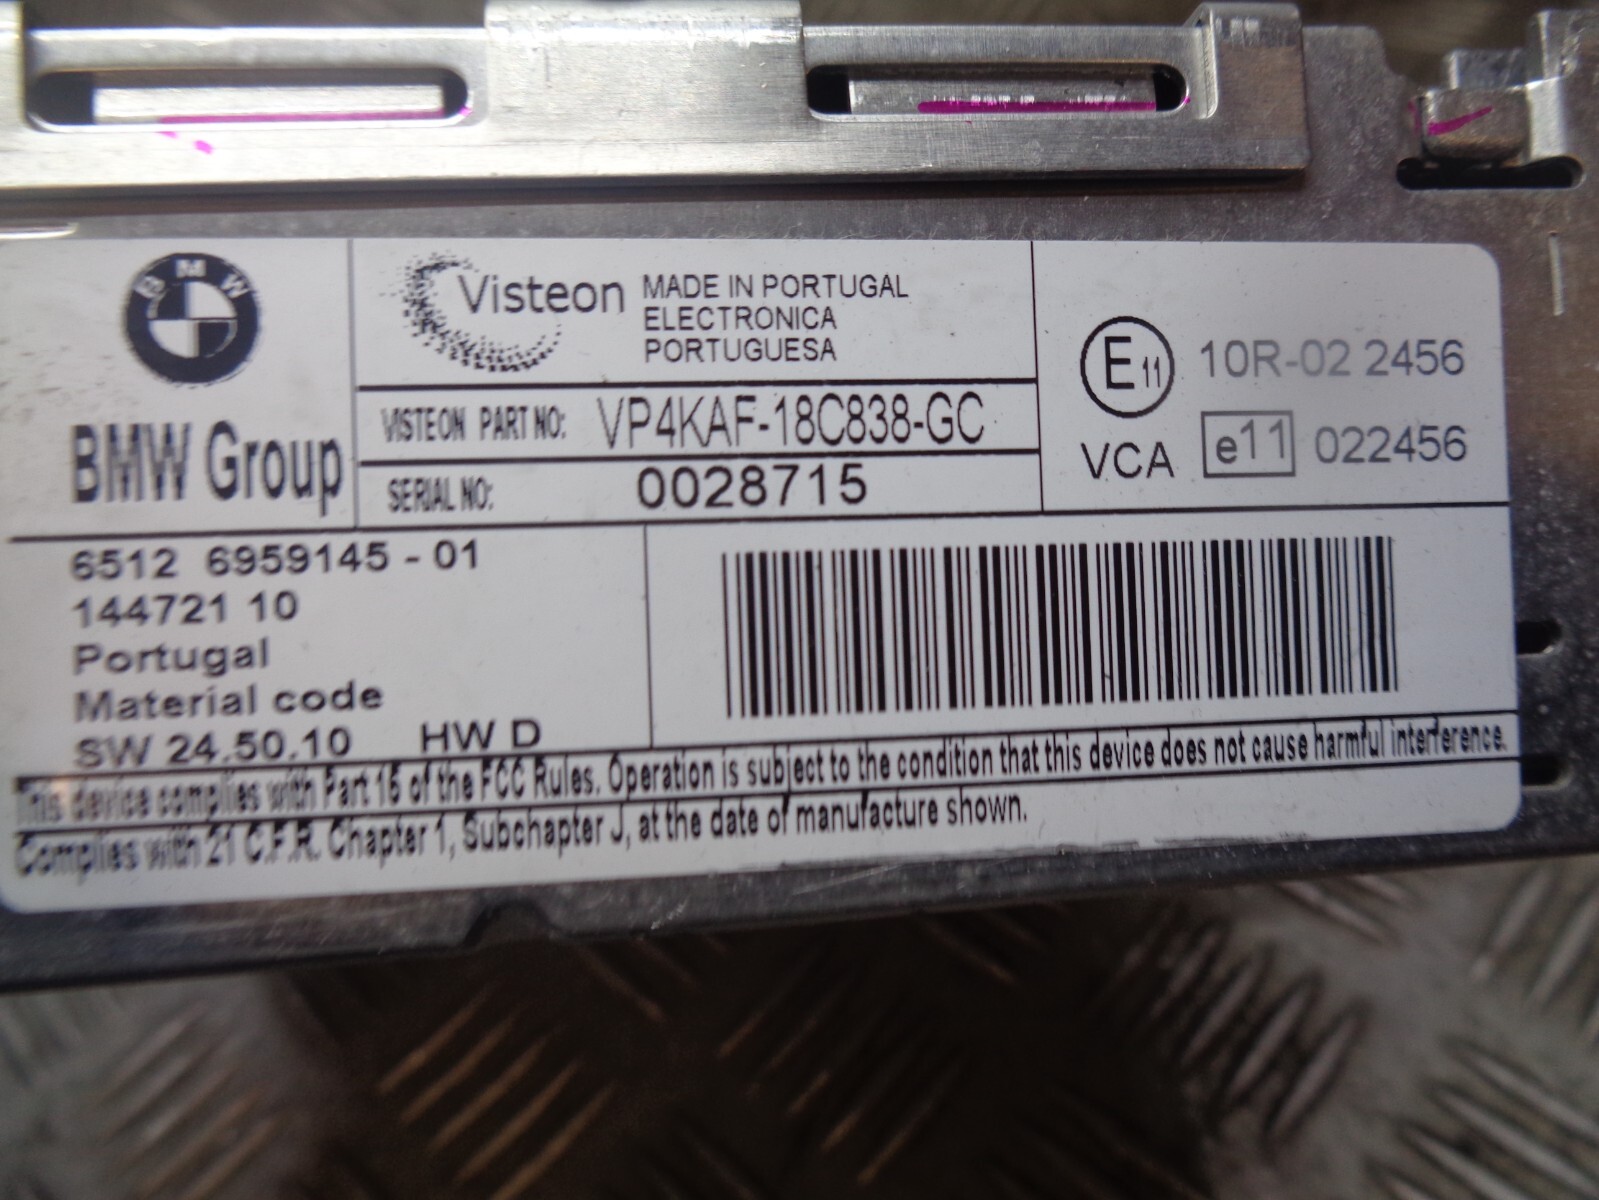 BMW
BMW Group
Visteon
MADE IN PORTUGAL
ELECTRONICA
PORTUGUESA
VISTEON PART NO: VP4KAF-18C838-GC
SERIAL NO: 0028715
E11 10R-02 2456
VCA e11 022456
6512 6959145 - 01
144721 10
Portugal
Material code
SW 24.50.10 HW D
This device complies with Part 15 of the FCC Rules. Operation is subject to the condition that this device does not cause harmful interference.
Complies with 21 C.F.R. Chapter 1, Subchapter J, at the date of manufacture shown.